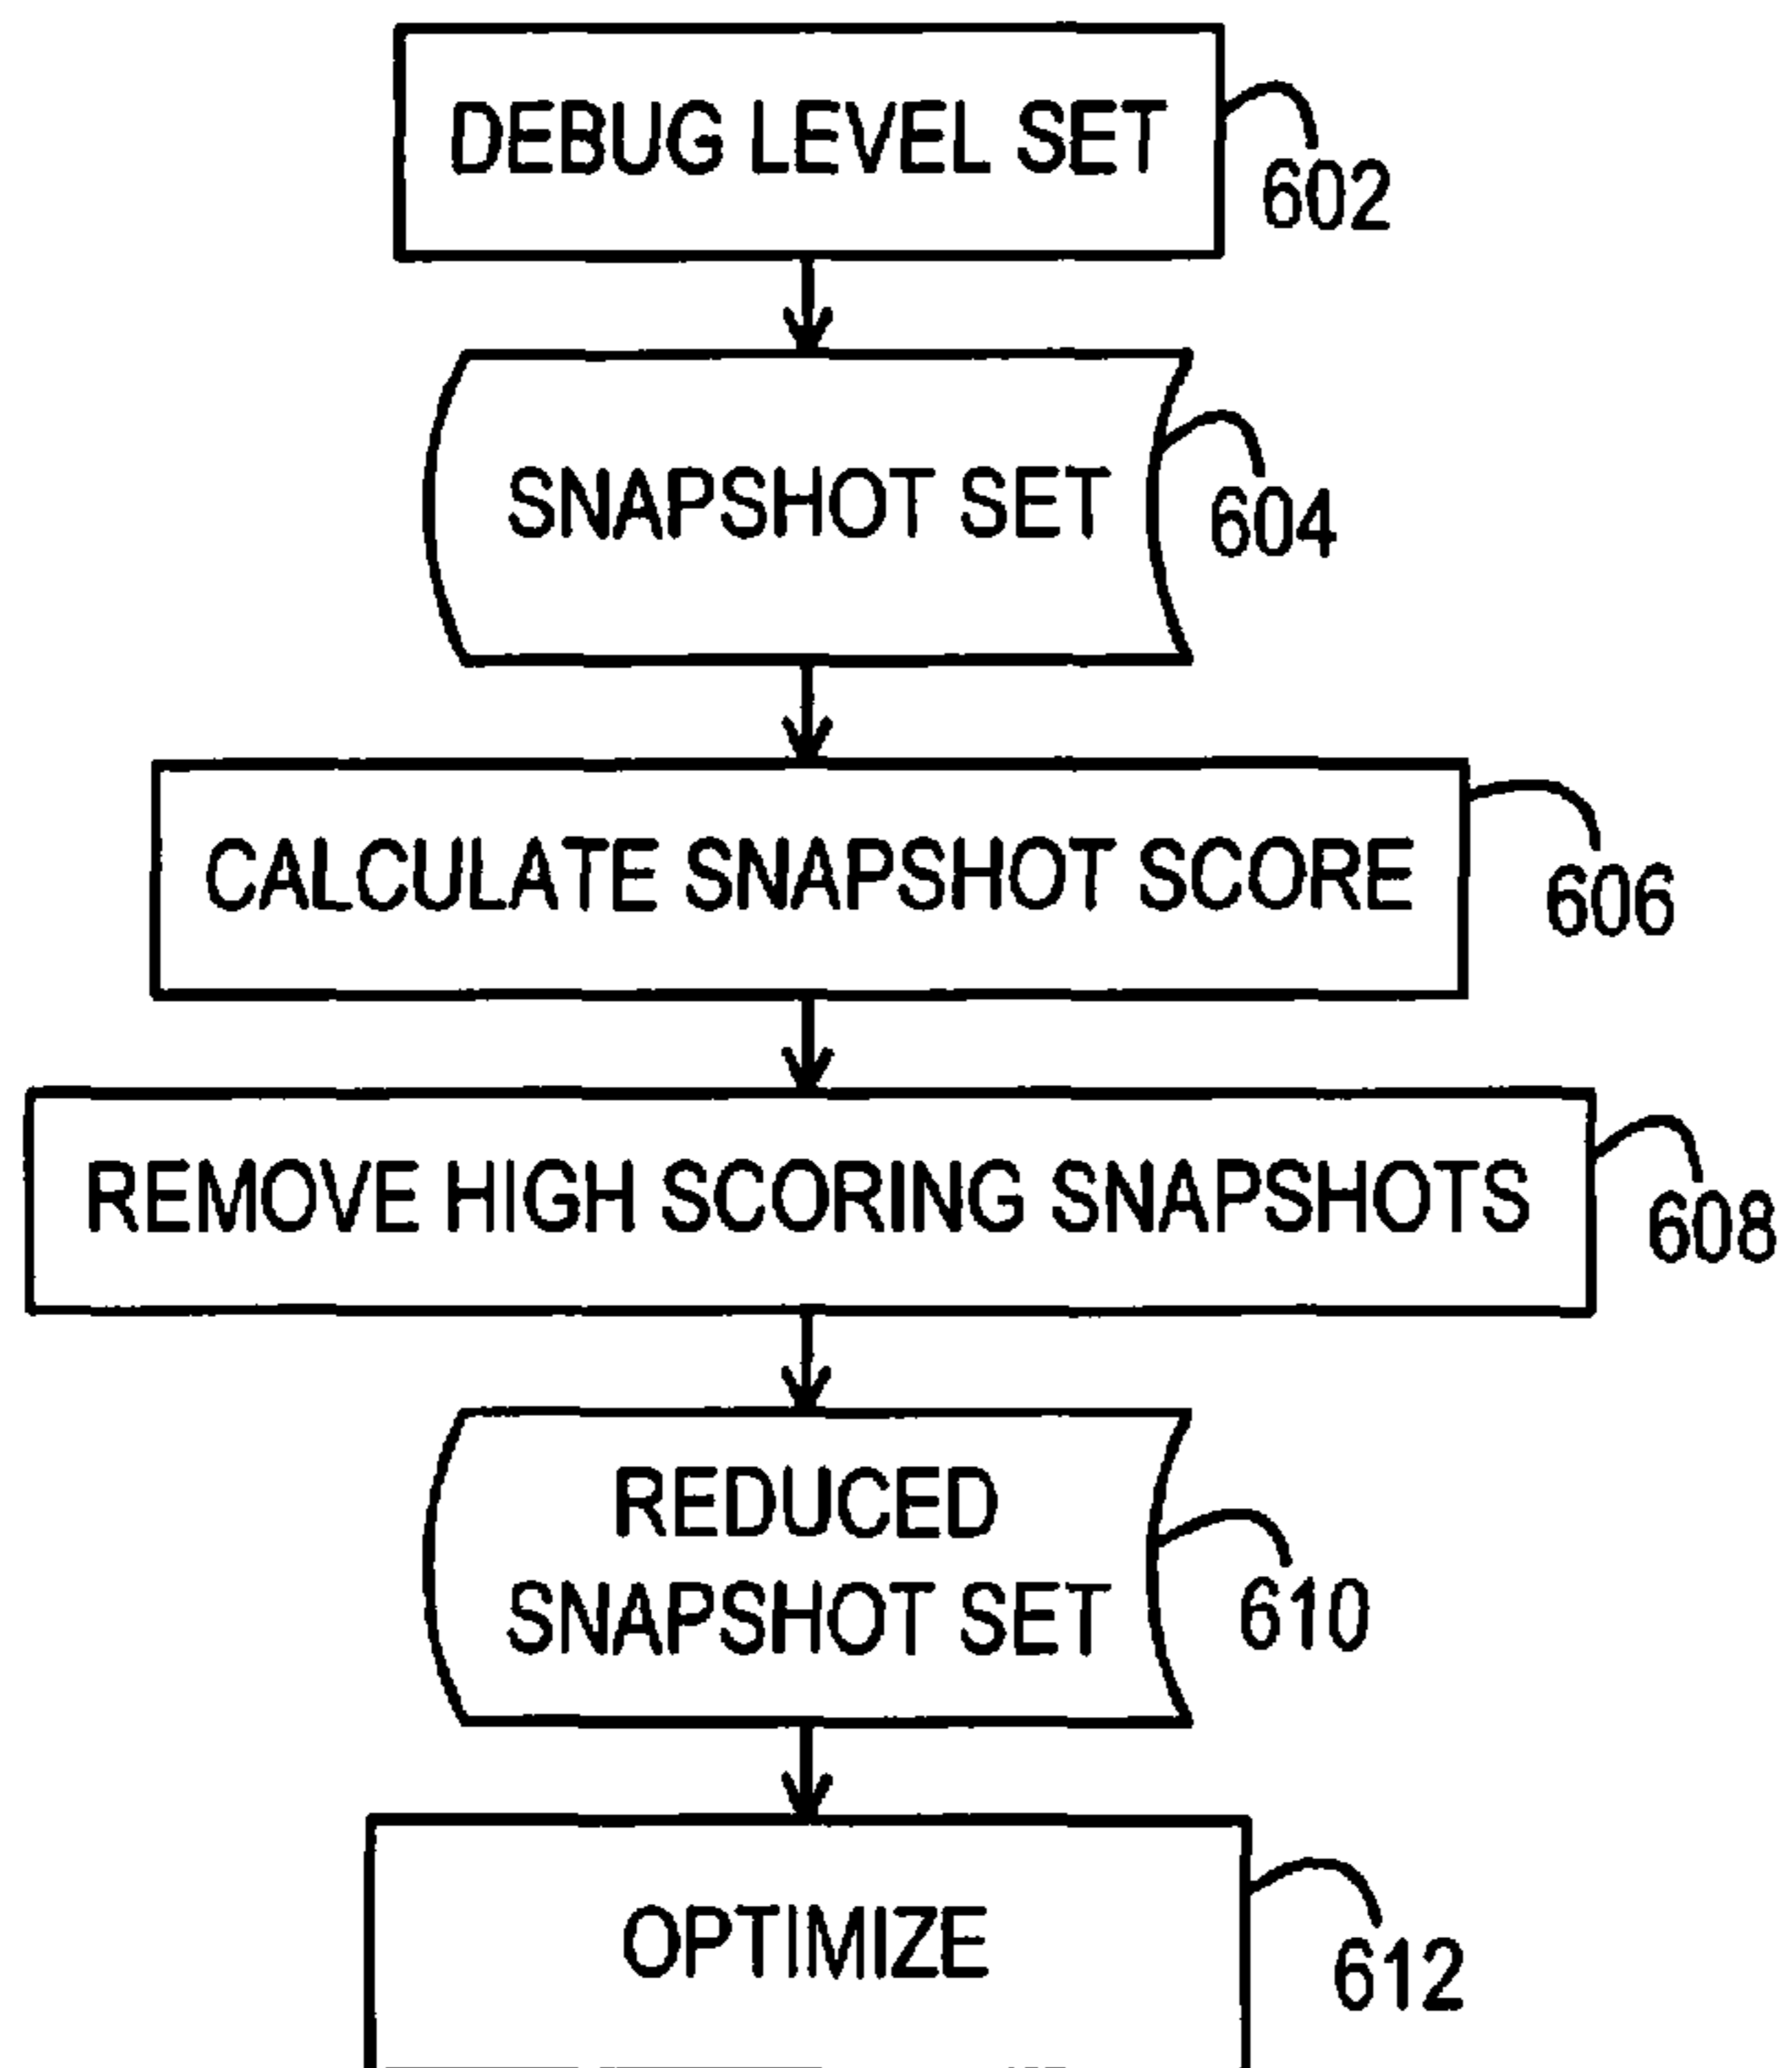 DEBUG LEVEL SET
602
SNAPSHOT SET
604
CALCULATE SNAPSHOT SCORE
606
REMOVE HIGH SCORING SNAPSHOTS
608
REDUCED
SNAPSHOT SET
610
OPTIMIZE
612